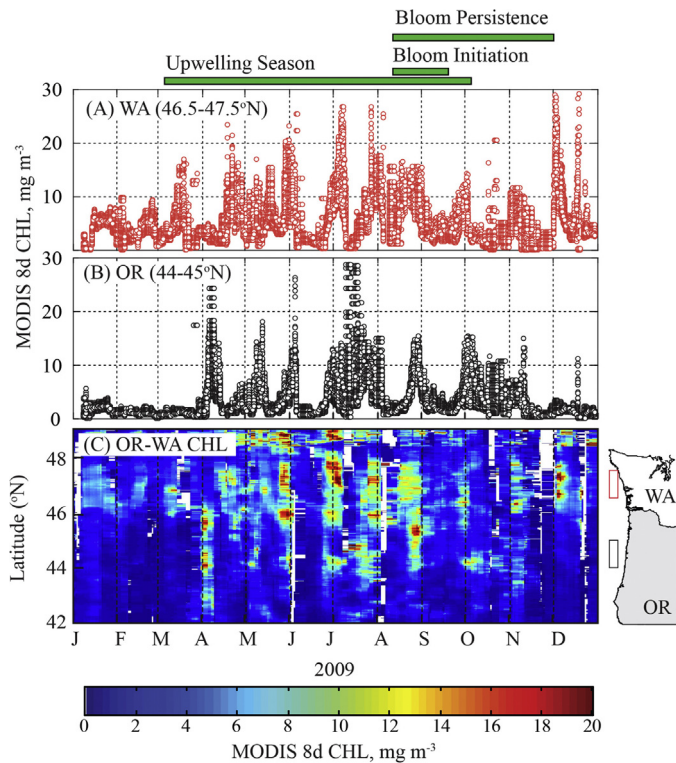 Bloom Persistence
Upwelling Season
Bloom Initiation
(A) WA (46.5-47.5°N)
30
20
10
0
MODIS 8d CHL, mg m-3
(B) OR (44-45°N)
30
20
10
0
(C) OR-WA CHL
Latitude (°N)
48
46
44
42
J F M A M J J A S O N D
2009
WA
OR
0 2 4 6 8 10 12 14 16 18 20
MODIS 8d CHL, mg m-3